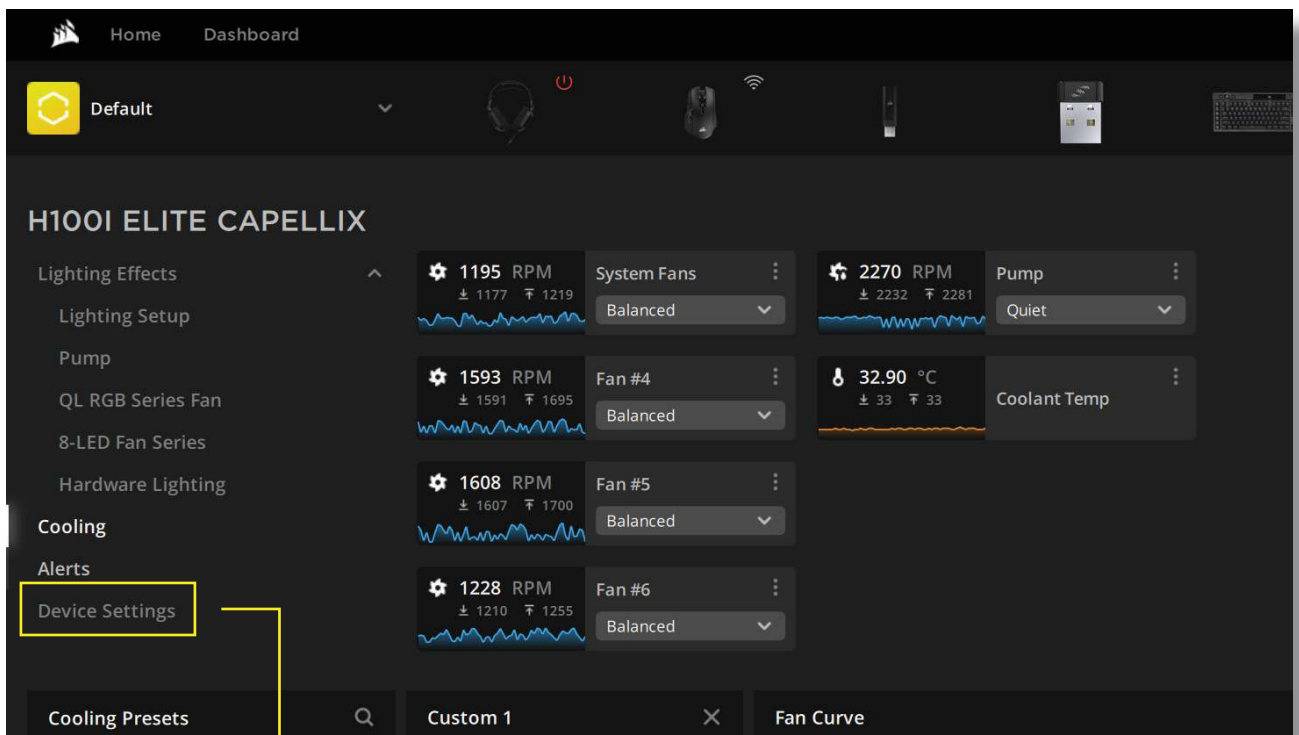 Home Dashboard
Default
H100I ELITE CAPELLIX
Lighting Effects
Lighting Setup
Pump
QL RGB Series Fan
8-LED Fan Series
Hardware Lighting
Cooling
Alerts
Device Settings
1195 RPM
1177 1219
System Fans
Balanced
2270 RPM
2232 2281
Pump
Quiet
1593 RPM
1591 1695
Fan #4
Balanced
32.90 °C
33 33
Coolant Temp
1608 RPM
1607 1700
Fan #5
Balanced
1228 RPM
1210 1255
Fan #6
Balanced
Cooling Presets
Custom 1
Fan Curve